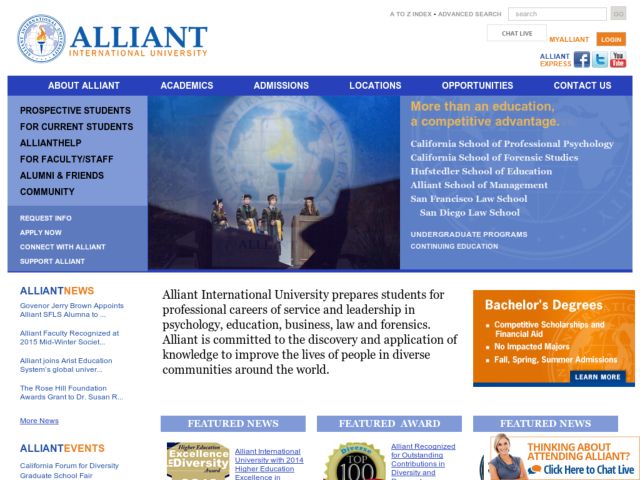 ALLIANT
INTERNATIONAL UNIVERSITY
A TO Z INDEX • ADVANCED SEARCH
search
GO
CHAT LIVE
MYALLIANT
LOGIN
ALLIANT
EXPRESS
You
Tube
ABOUT ALLIANT
ACADEMICS
ADMISSIONS
LOCATIONS
OPPORTUNITIES
CONTACT US
PROSPECTIVE STUDENTS
FOR CURRENT STUDENTS
ALLIANTHELP
FOR FACULTY/STAFF
ALUMNI & FRIENDS
COMMUNITY
REQUEST INFO
APPLY NOW
CONNECT WITH ALLIANT
SUPPORT ALLIANT
More than an education,
a competitive advantage.
California School of Professional Psychology
California School of Forensic Studies
Hufstedler School of Education
Alliant School of Management
San Francisco Law School
San Diego Law School
UNDERGRADUATE PROGRAMS
CONTINUING EDUCATION
ALLIANTNEWS
Govenor Jerry Brown Appoints
Alliant SFLS Alumna to ...
Alliant Faculty Recognized at
2015 Mid-Winter Societ...
Alliant joins Arist Education
System's global univer...
The Rose Hill Foundation
Awards Grant to Dr. Susan R...
More News
ALLIANTEVENTS
California Forum for Diversity
Graduate School Fair
Alliant International University prepares students for
professional careers of service and leadership in
psychology, education, business, law and forensics.
Alliant is committed to the discovery and application of
knowledge to improve the lives of people in diverse
communities around the world.
Bachelor's Degrees
Competitive Scholarships and
Financial Aid
No Impacted Majors
Fall, Spring, Summer Admissions
LEARN MORE
FEATURED NEWS
Higher Education
Excellence
in
Diversity
Award
Alliant International
University with 2014
Higher Education
Excellence in
FEATURED AWARD
Diverse
TOP
100
Alliant Recognized
for Outstanding
Contributions in
Diversity and
FEATURED NEWS
THINKING ABOUT
ATTENDING ALLIANT?
Click Here to Chat Live